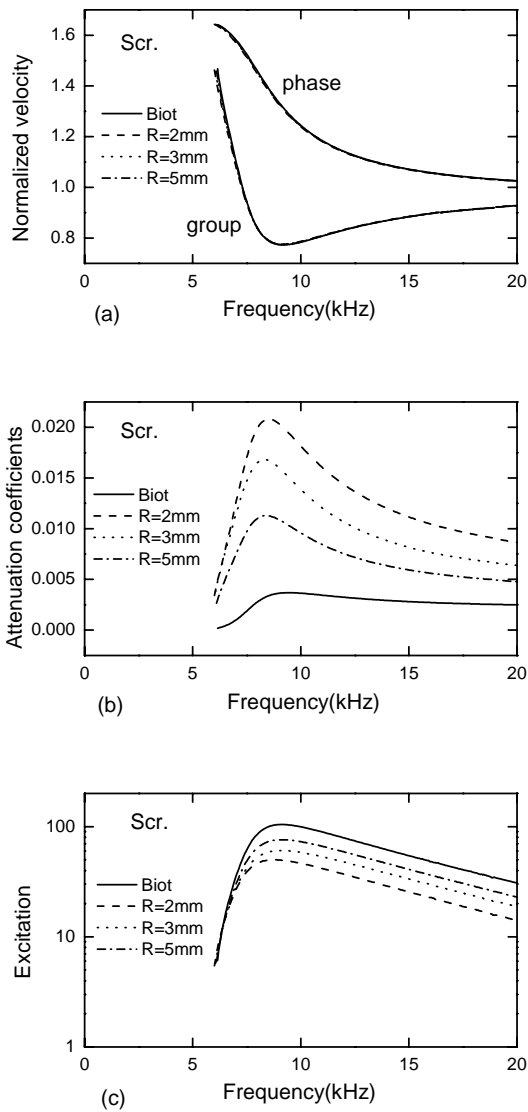 1.6
1.4
1.2
1.0
0.8
Normalized velocity
Scr.
phase
Biot
R=2mm
R=3mm
R=5mm
group
0 5 10 15 20
(a)
Frequency(kHz)
0.020
0.015
0.010
0.005
0.000
Attenuation coefficients
Scr.
Biot
R=2mm
R=3mm
R=5mm
0 5 10 15 20
(b)
Frequency(kHz)
100
10
1
Excitation
Scr.
Biot
R=2mm
R=3mm
R=5mm
0 5 10 15 20
(c)
Frequency(kHz)